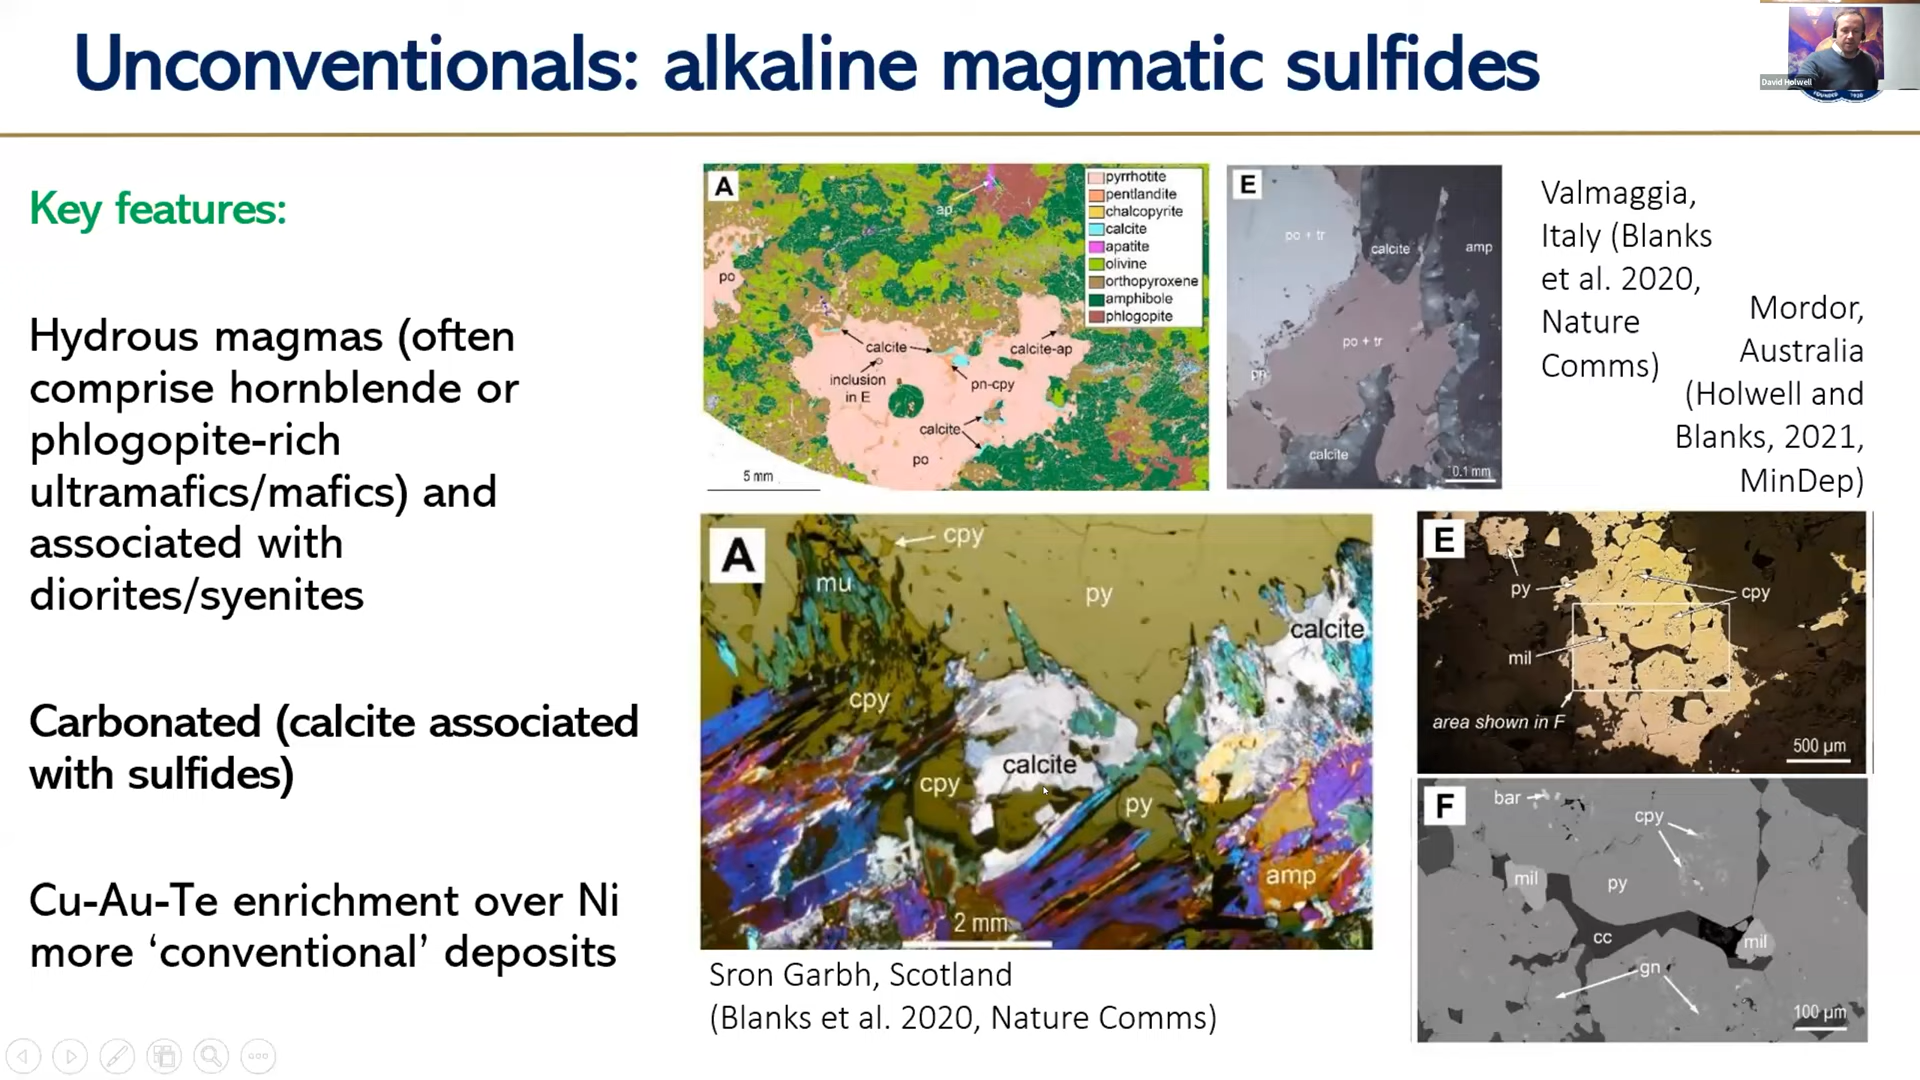 Unconventionals: alkaline magmatic sulfides
David Holwell
Key features:
Hydrous magmas (often
comprise hornblende or
phlogopite-rich
ultramafics/mafics) and
associated with
diorites/syenites
Carbonated (calcite associated
with sulfides)
Cu-Au-Te enrichment over Ni
more ‘conventional’ deposits
A
ap
po
calcite
inclusion
in E
calcite-ap
pn-cpy
calcite
po
5 mm
pyrrhotite
pentlandite
chalcopyrite
calcite
apatite
olivine
orthopyroxene
amphibole
phlogopite
E
po + tr
calcite
amp
po + tr
pn
calcite
0.1 mm
Valmaggia,
Italy (Blanks
et al. 2020,
Nature
Comms)
Mordor,
Australia
(Holwell and
Blanks, 2021,
MinDep)
A
cpy
mu
py
calcite
cpy
calcite
cpy
py
amp
2 mm
Sron Garbh, Scotland
(Blanks et al. 2020, Nature Comms)
E
py
cpy
mil
area shown in F
500 µm
F
bar
cpy
mil
py
cc
mil
gn
100 µm